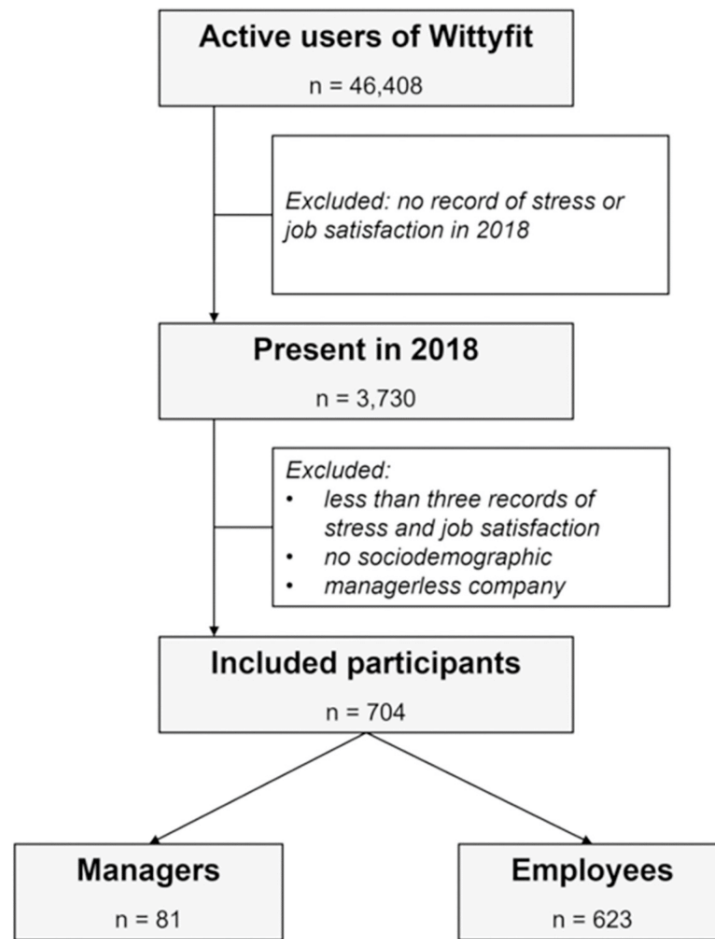 Active users of Wittyfit
n = 46,408
Excluded: no record of stress or
job satisfaction in 2018
Present in 2018
n = 3,730
Excluded:
• less than three records of
stress and job satisfaction
• no sociodemographic
• managerless company
Included participants
n = 704
Managers
n = 81
Employees
n = 623